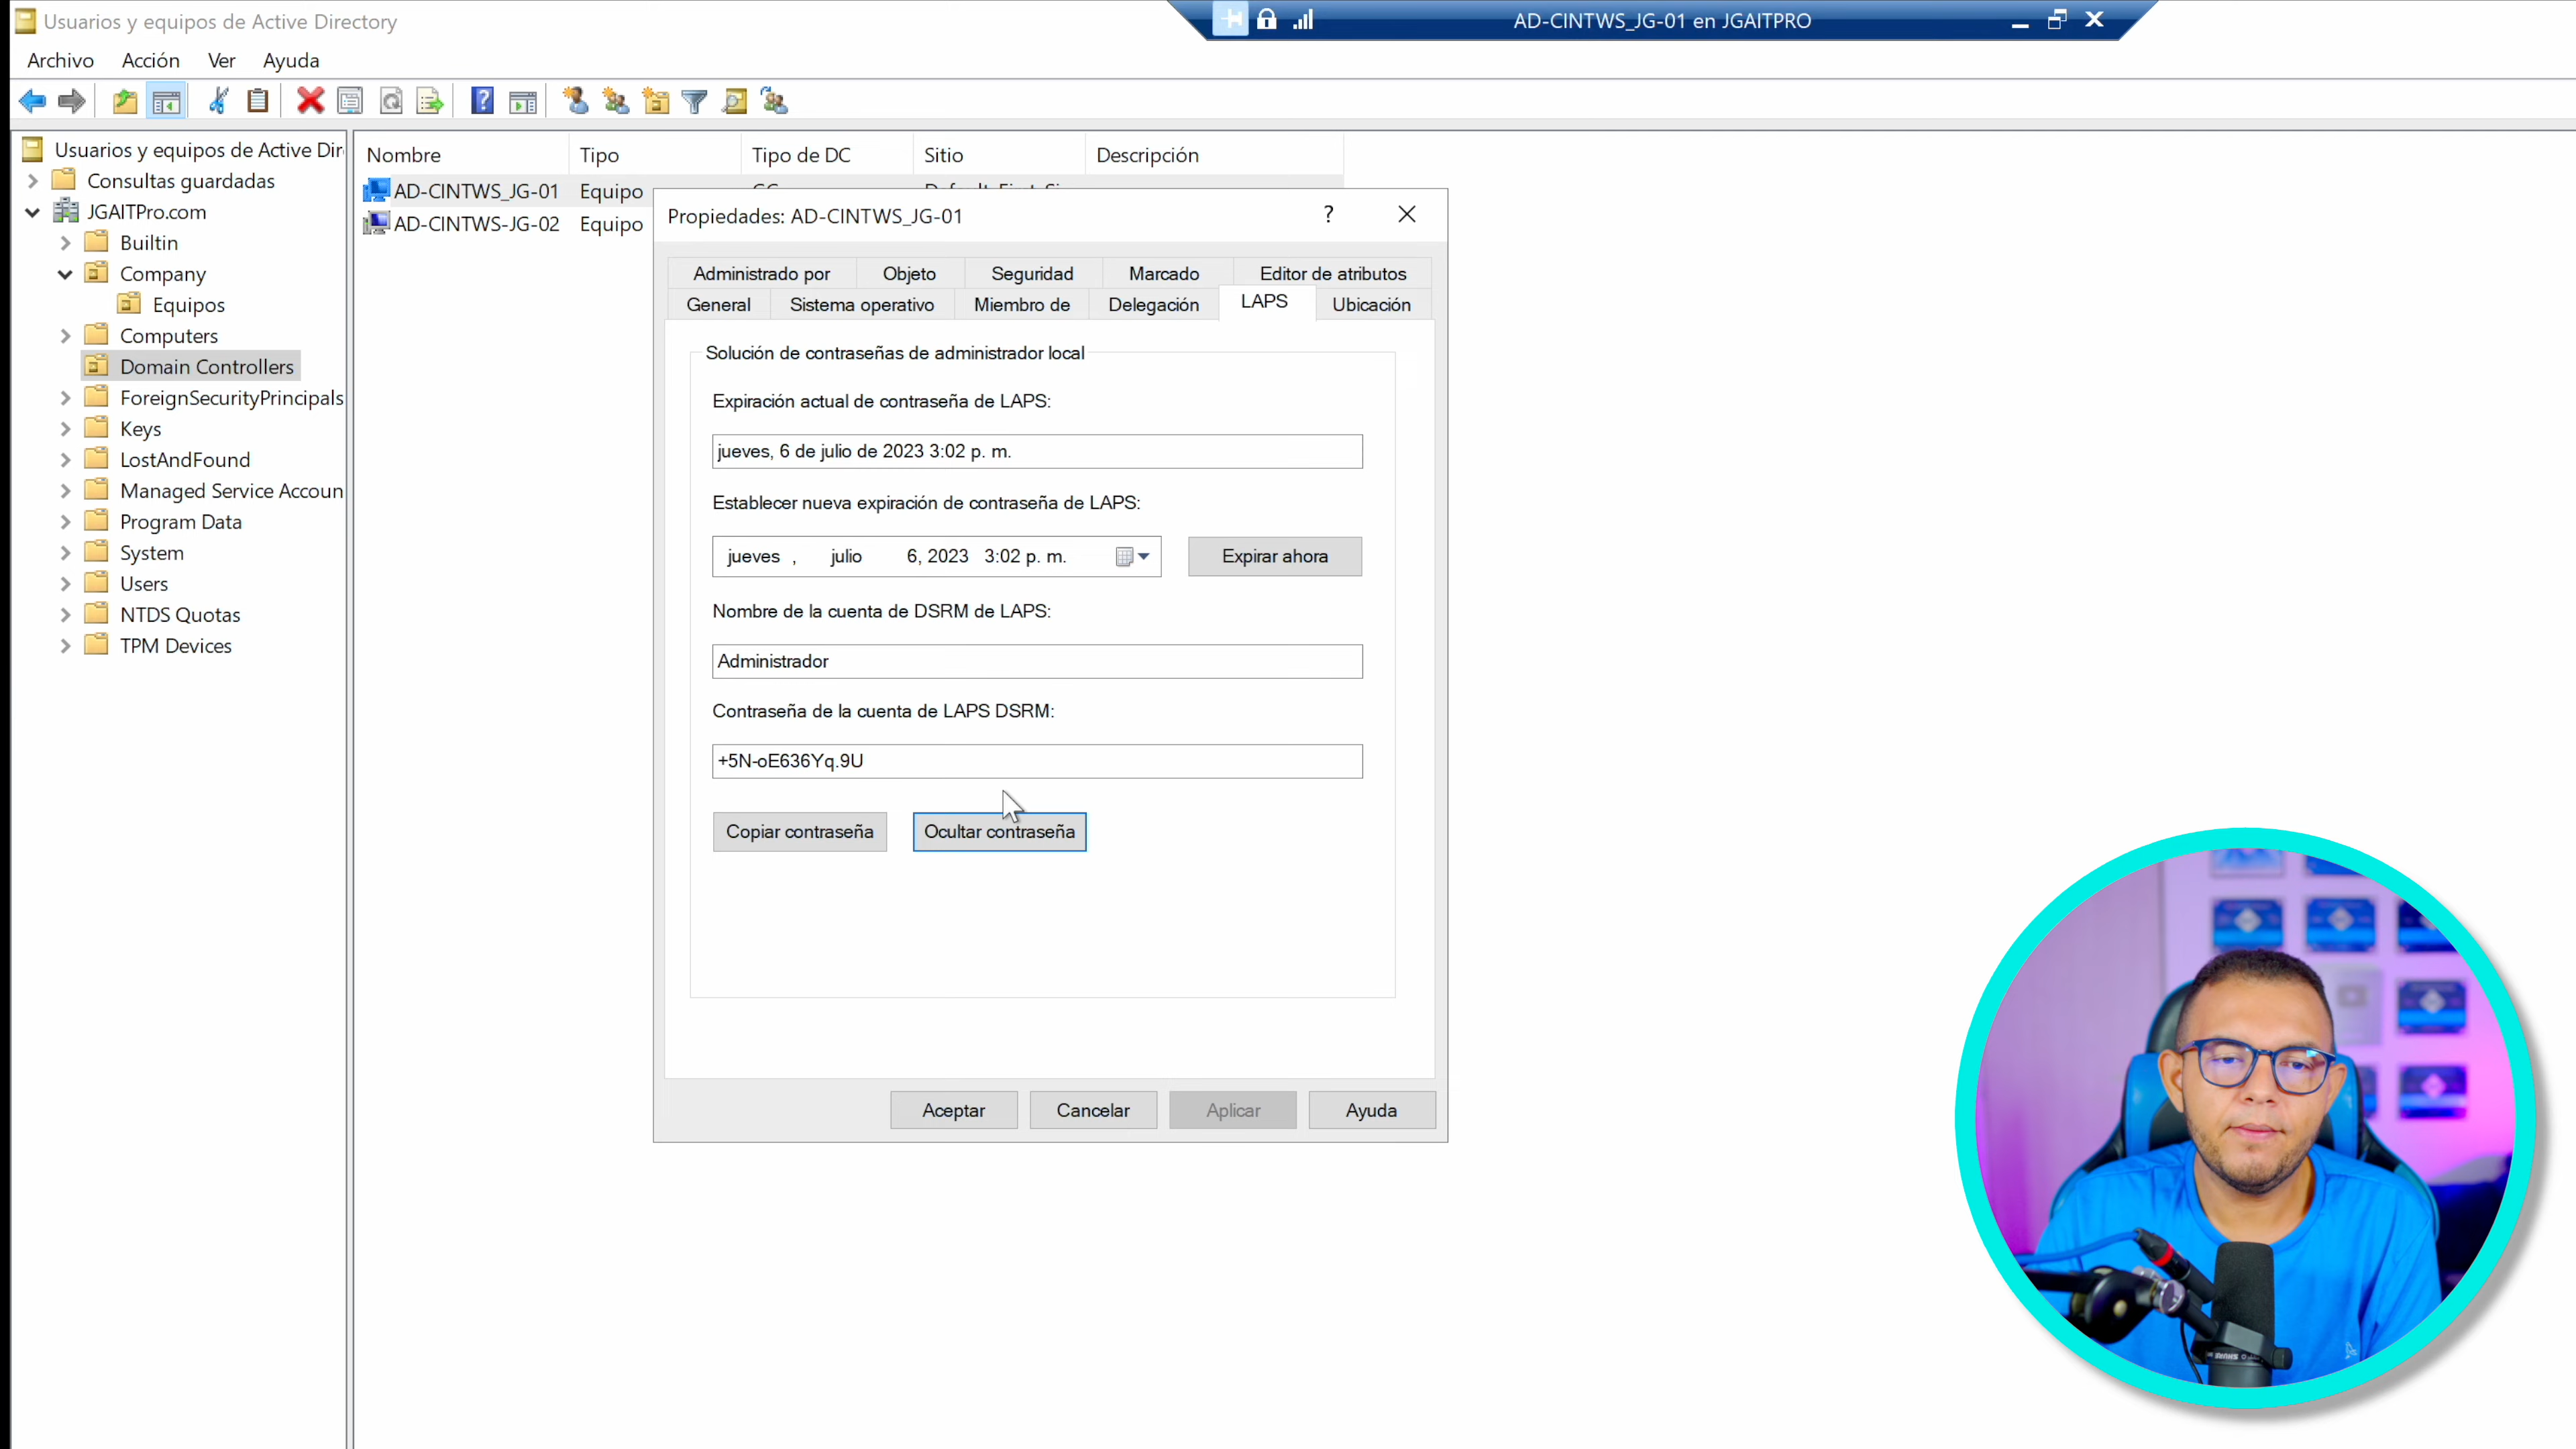 Usuarios y equipos de Active Directory
AD-CINTWS_JG-01 en JGAITPRO
Archivo Acción Ver Ayuda
Usuarios y equipos de Active Dir
Consultas guardadas
JGAITPro.com
Builtin
Company
Equipos
Computers
Domain Controllers
ForeignSecurityPrincipals
Keys
LostAndFound
Managed Service Accoun
Program Data
System
Users
NTDS Quotas
TPM Devices
Nombre Tipo Tipo de DC Sitio Descripción
AD-CINTWS_JG-01 Equipo
AD-CINTWS-JG-02 Equipo
Propiedades: AD-CINTWS_JG-01 ?
Administrado por Objeto Seguridad Marcado Editor de atributos
General Sistema operativo Miembro de Delegación LAPS Ubicación
Solución de contraseñas de administrador local
Expiración actual de contraseña de LAPS:
jueves, 6 de julio de 2023 3:02 p. m.
Establecer nueva expiración de contraseña de LAPS:
jueves , julio 6, 2023 3:02 p. m. Expirar ahora
Nombre de la cuenta de DSRM de LAPS:
Administrador
Contraseña de la cuenta de LAPS DSRM:
+5N-oE636Yq.9U
Copiar contraseña Ocultar contraseña
Aceptar Cancelar Aplicar Ayuda